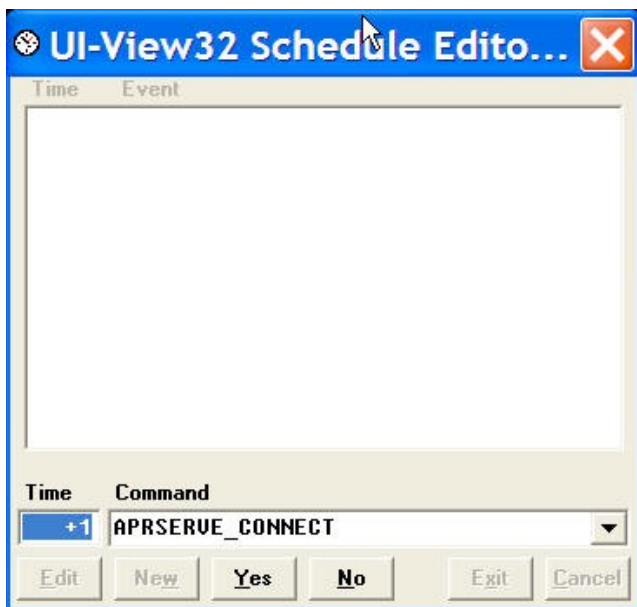 UI-View32 Schedule Edito...
Time Event
Time Command
+1 APRSERVE_CONNECT
Edit New Yes No Exit Cancel